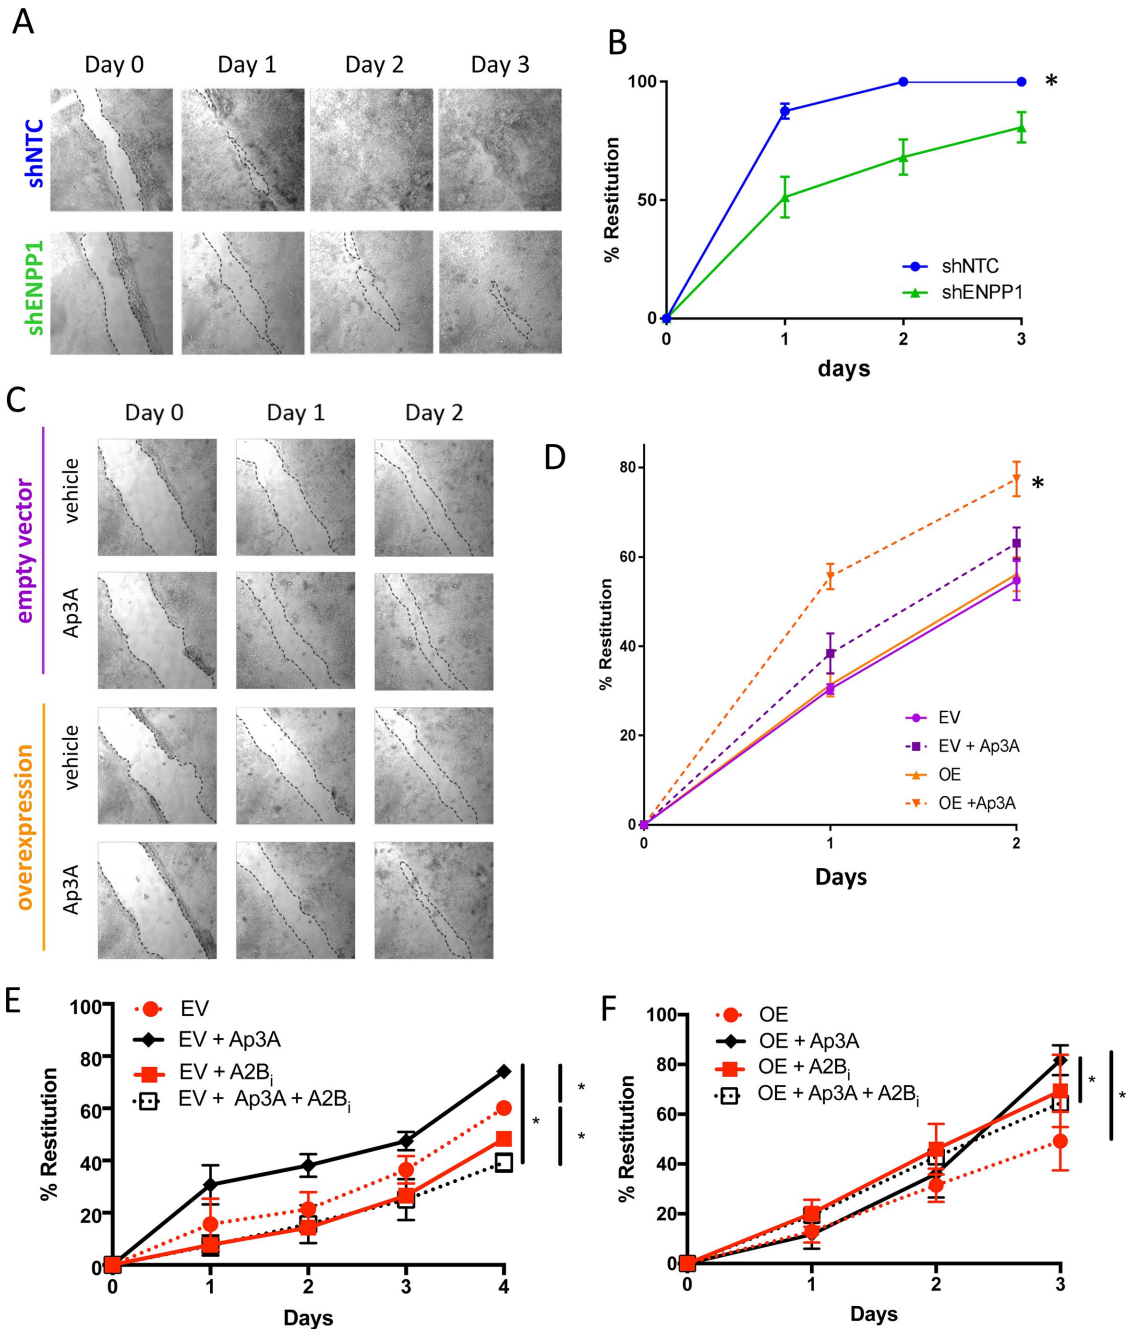 A
Day 0 Day 1 Day 2 Day 3
shNTC
shENPP1
B
% Restitution
100
50
0
0 1 2 3
days
*
shNTC
shENPP1
C
Day 0 Day 1 Day 2
empty vector
vehicle
Ap3A
overexpression
vehicle
Ap3A
D
% Restitution
80
60
40
20
0
0 1 2
Days
*
EV
EV + Ap3A
OE
OE +Ap3A
E
% Restitution
100
80
60
40
20
0
0 1 2 3 4
Days
EV
EV + Ap3A
EV + A2Bi
EV + Ap3A + A2Bi
*
*
*
F
% Restitution
100
80
60
40
20
0
0 1 2 3
Days
OE
OE + Ap3A
OE + A2Bi
OE + Ap3A + A2Bi
*
*